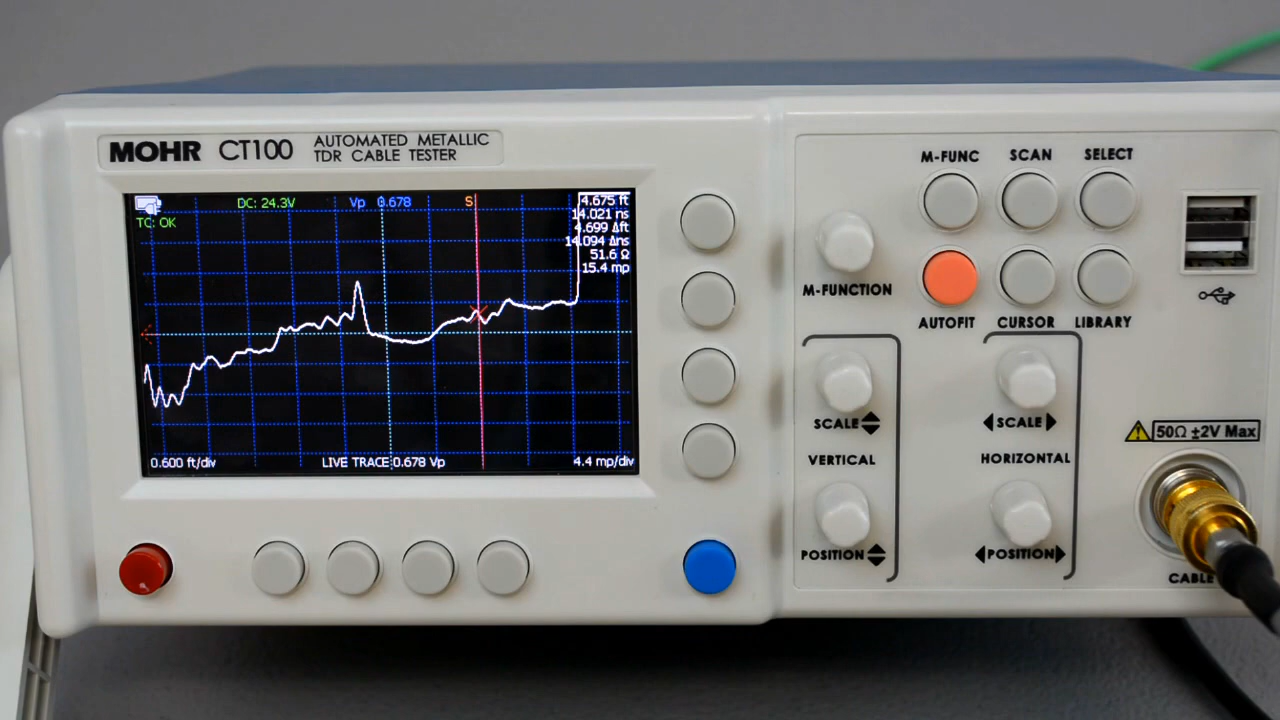 MOHR CT100 AUTOMATED METALLIC
TDR CABLE TESTER
DC: 24.3V Vp 0.678 S
TC: OK
4.675 ft
14.021 ns
4.699 Δft
14.094 Δns
51.6 Ω
15.4 mp
0.600 ft/div LIVE TRACE 0.678 Vp 4.4 mp/div
M-FUNC SCAN SELECT
M-FUNCTION
AUTOFIT CURSOR LIBRARY
SCALE
VERTICAL
POSITION
SCALE
HORIZONTAL
POSITION
50Ω ±2V Max
CABLE